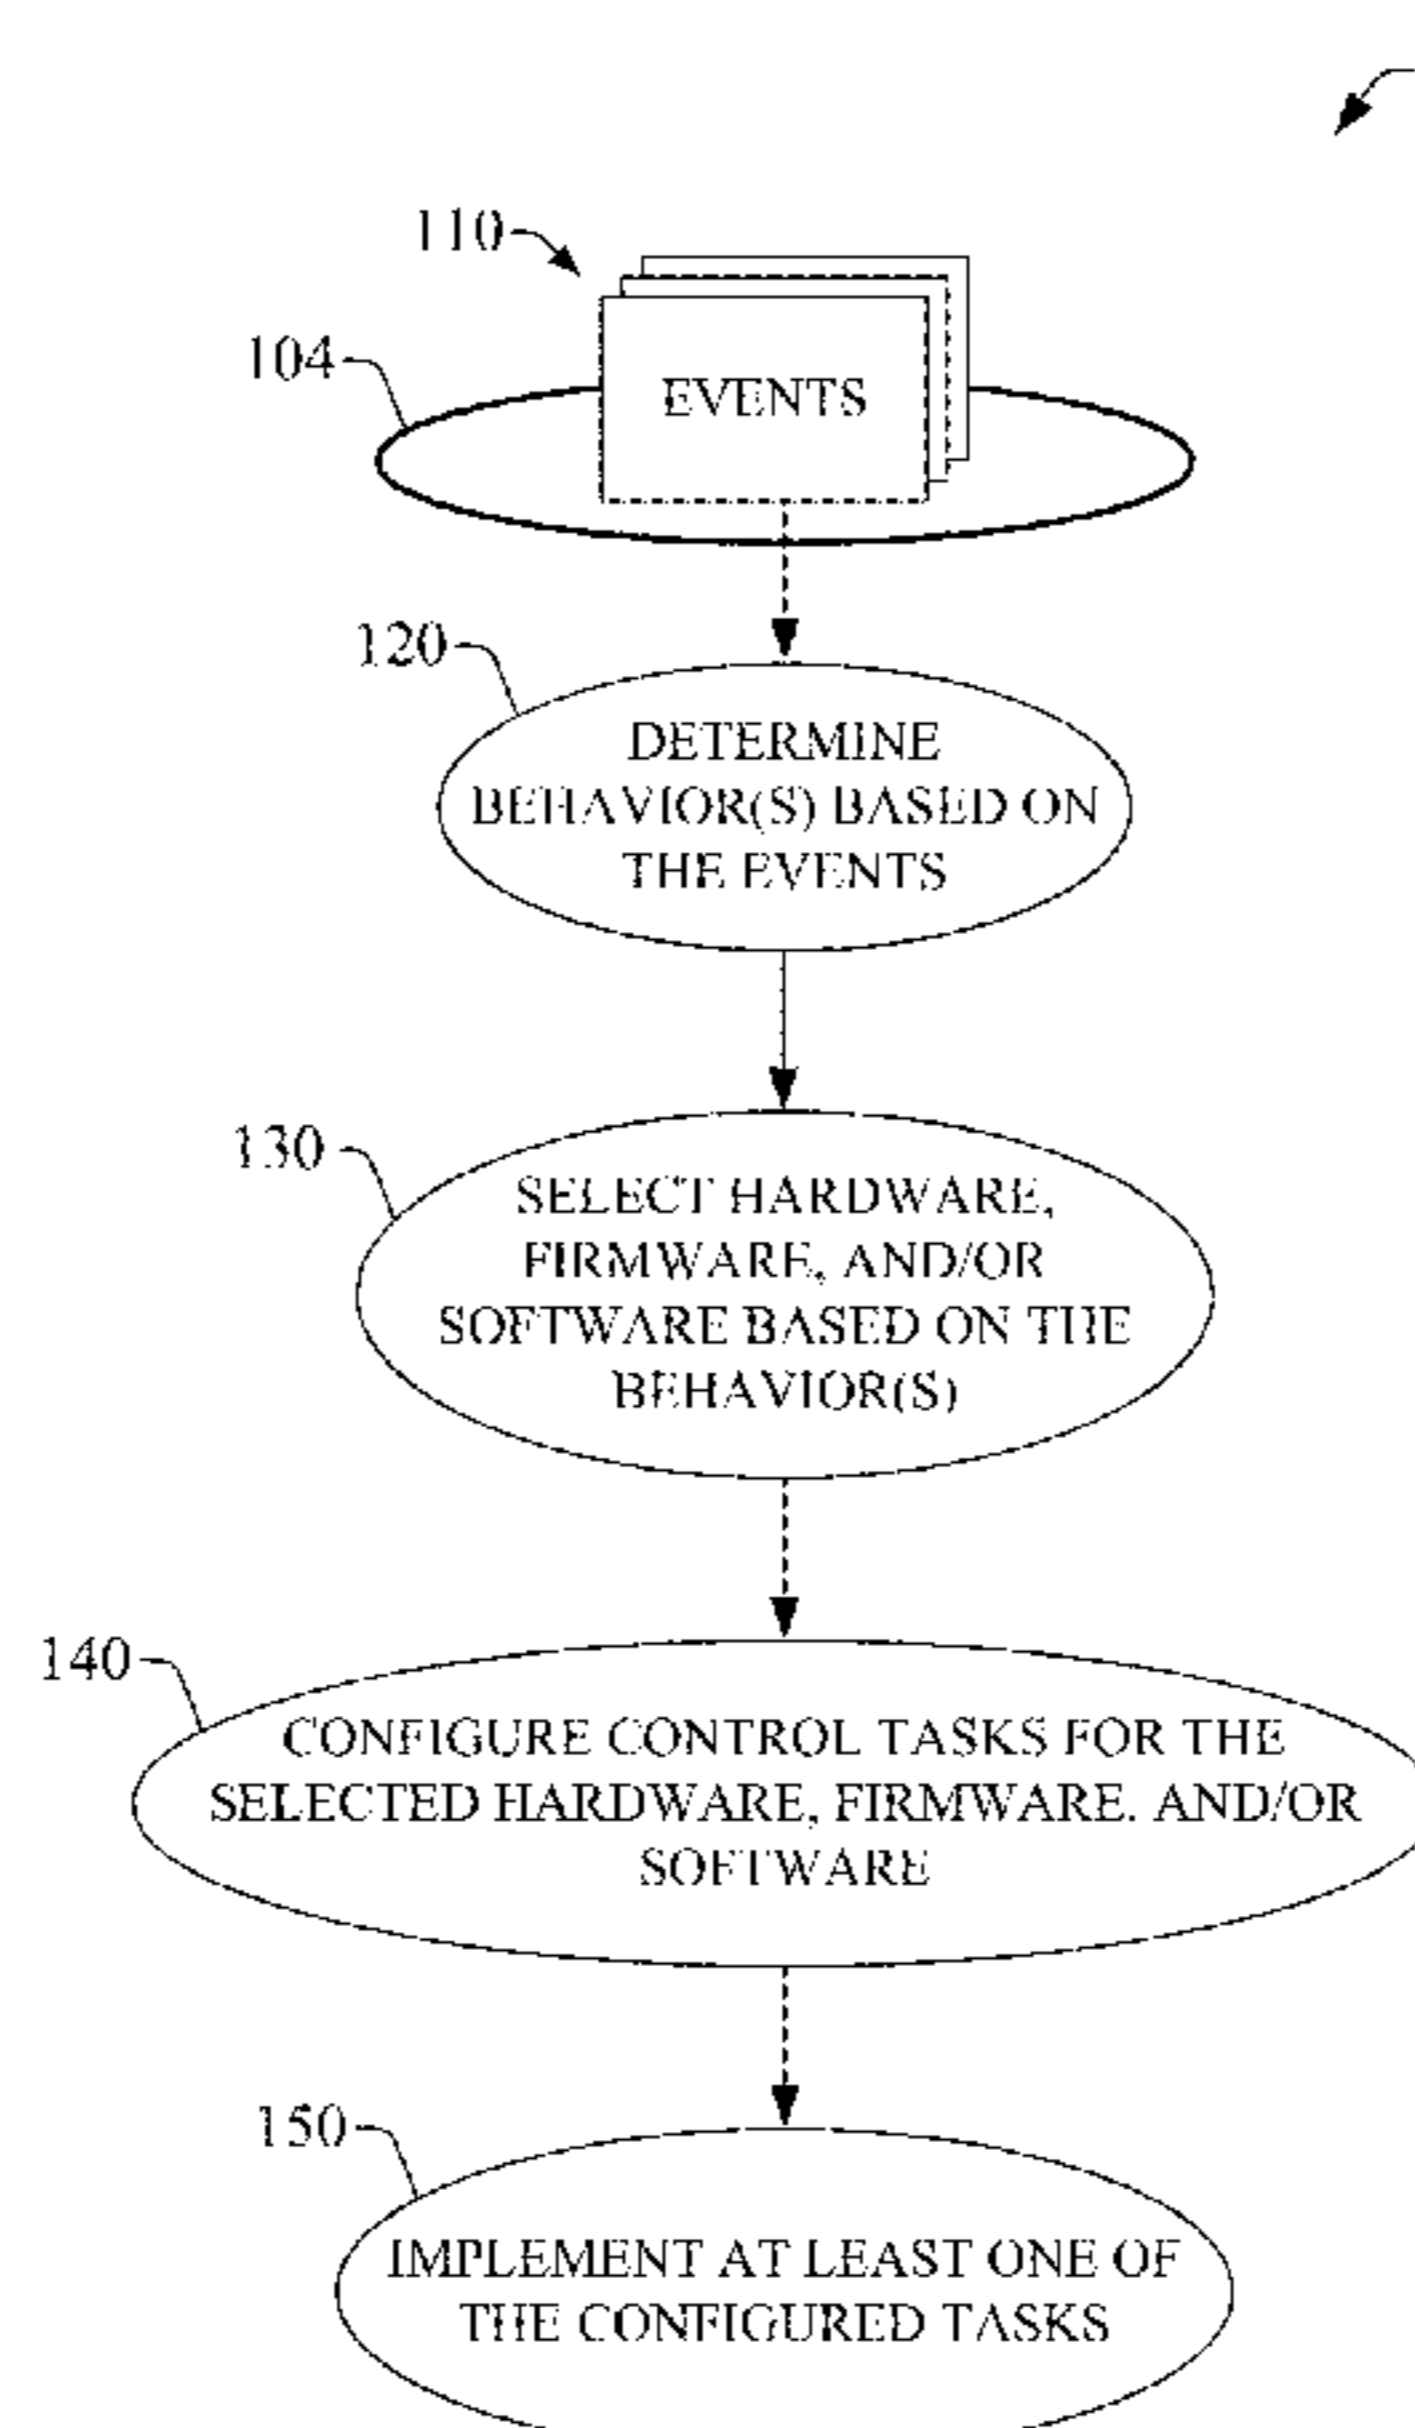 110
104
EVENTS
120
DETERMINE
BEHAVIOR(S) BASED ON
THE EVENTS
130
SELECT HARDWARE,
FIRMWARE, AND/OR
SOFTWARE BASED ON THE
BEHAVIOR(S)
140
CONFIGURE CONTROL TASKS FOR THE
SELECTED HARDWARE, FIRMWARE. AND/OR
SOFTWARE
150
IMPLEMENT AT LEAST ONE OF
THE CONFIGURED TASKS